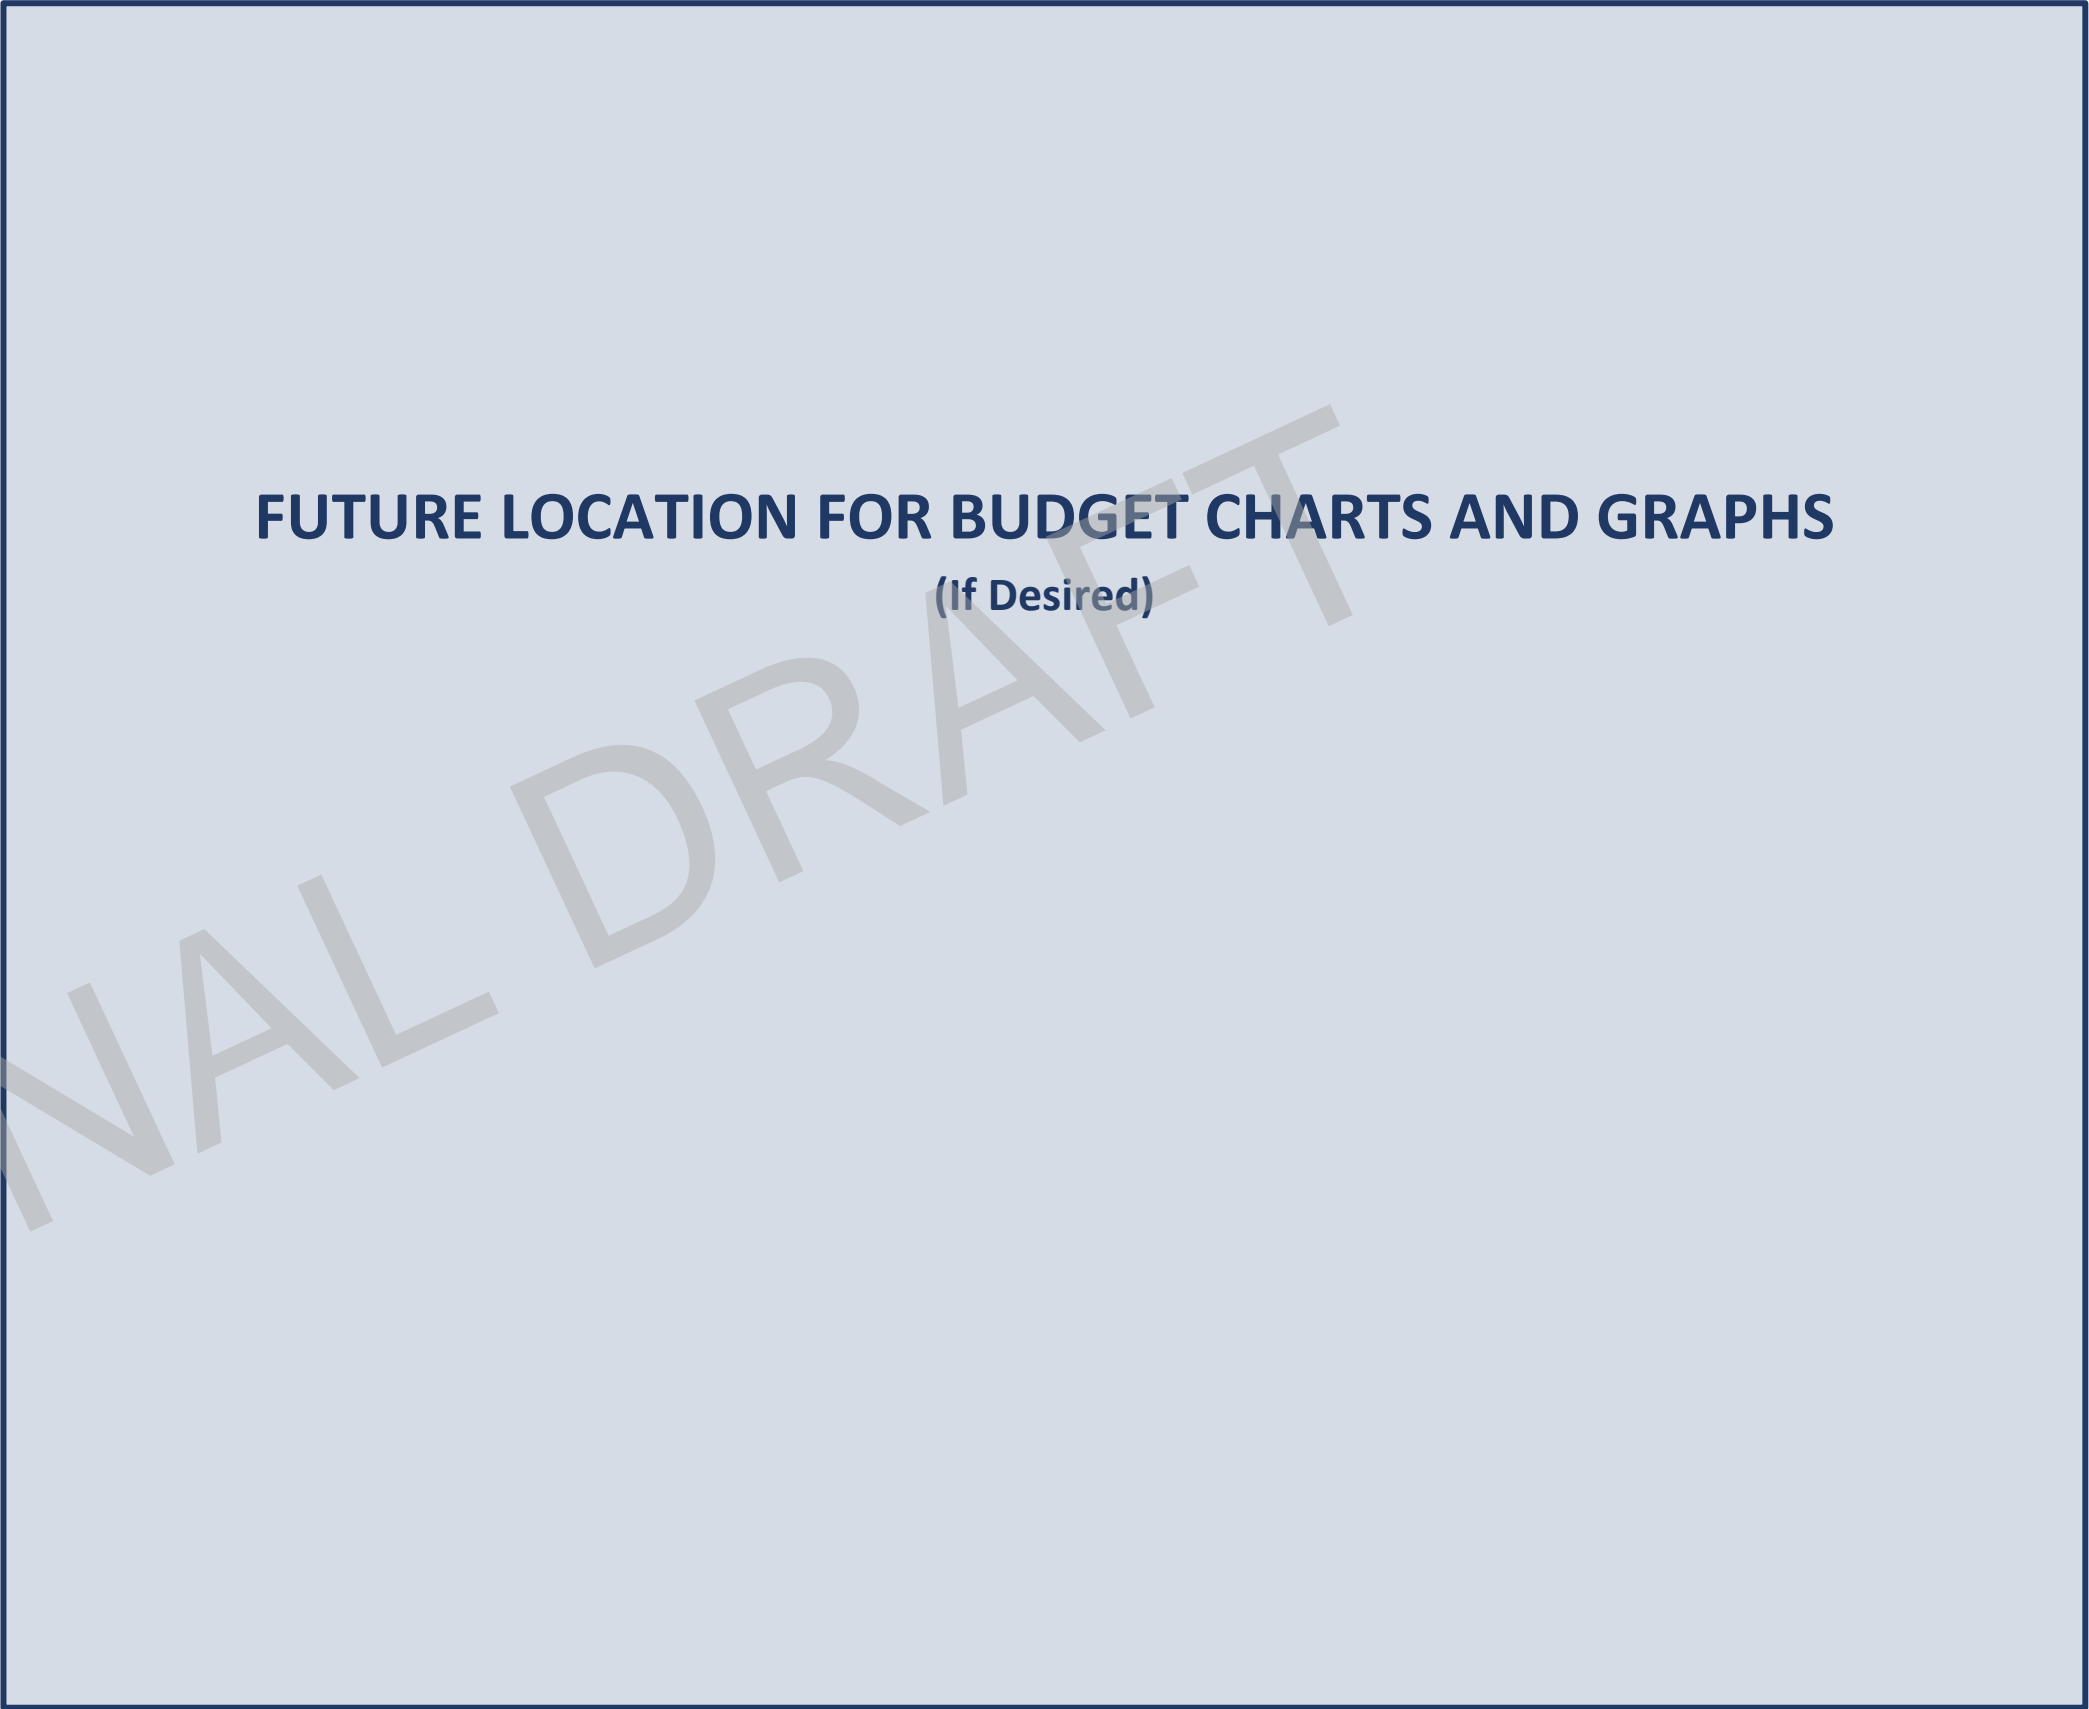 FUTURE LOCATION FOR BUDGET CHARTS AND GRAPHS
(If Desired)
NAL DRAFT